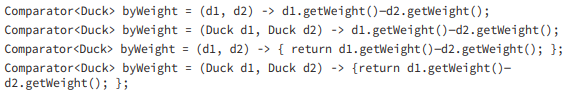 Comparator<Duck> byWeight = (d1, d2) -> d1.getWeight()–d2.getWeight();
Comparator<Duck> byWeight = (Duck d1, Duck d2) -> d1.getWeight()–d2.getWeight();
Comparator<Duck> byWeight = (d1, d2) -> { return d1.getWeight()–d2.getWeight(); };
Comparator<Duck> byWeight = (Duck d1, Duck d2) -> {return d1.getWeight()–
d2.getWeight(); };